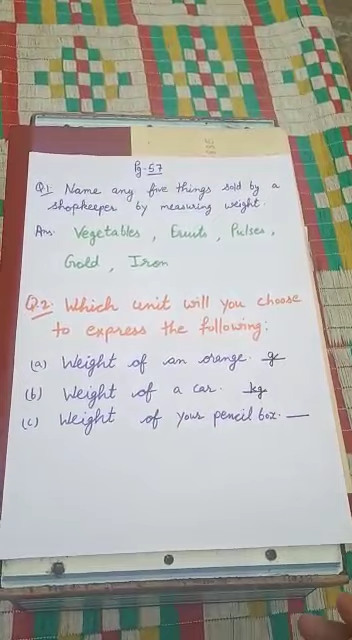 Pg-57
Q1. Name any five things sold by a
shopkeeper by measuring weight.
Ans. Vegetables, Fruits, Pulses,
Gold, Iron
Q.2. Which unit will you choose
to express the following:
(a) Weight of an orange. g
(b) Weight of a car. kg
(c) Weight of your pencil box. __